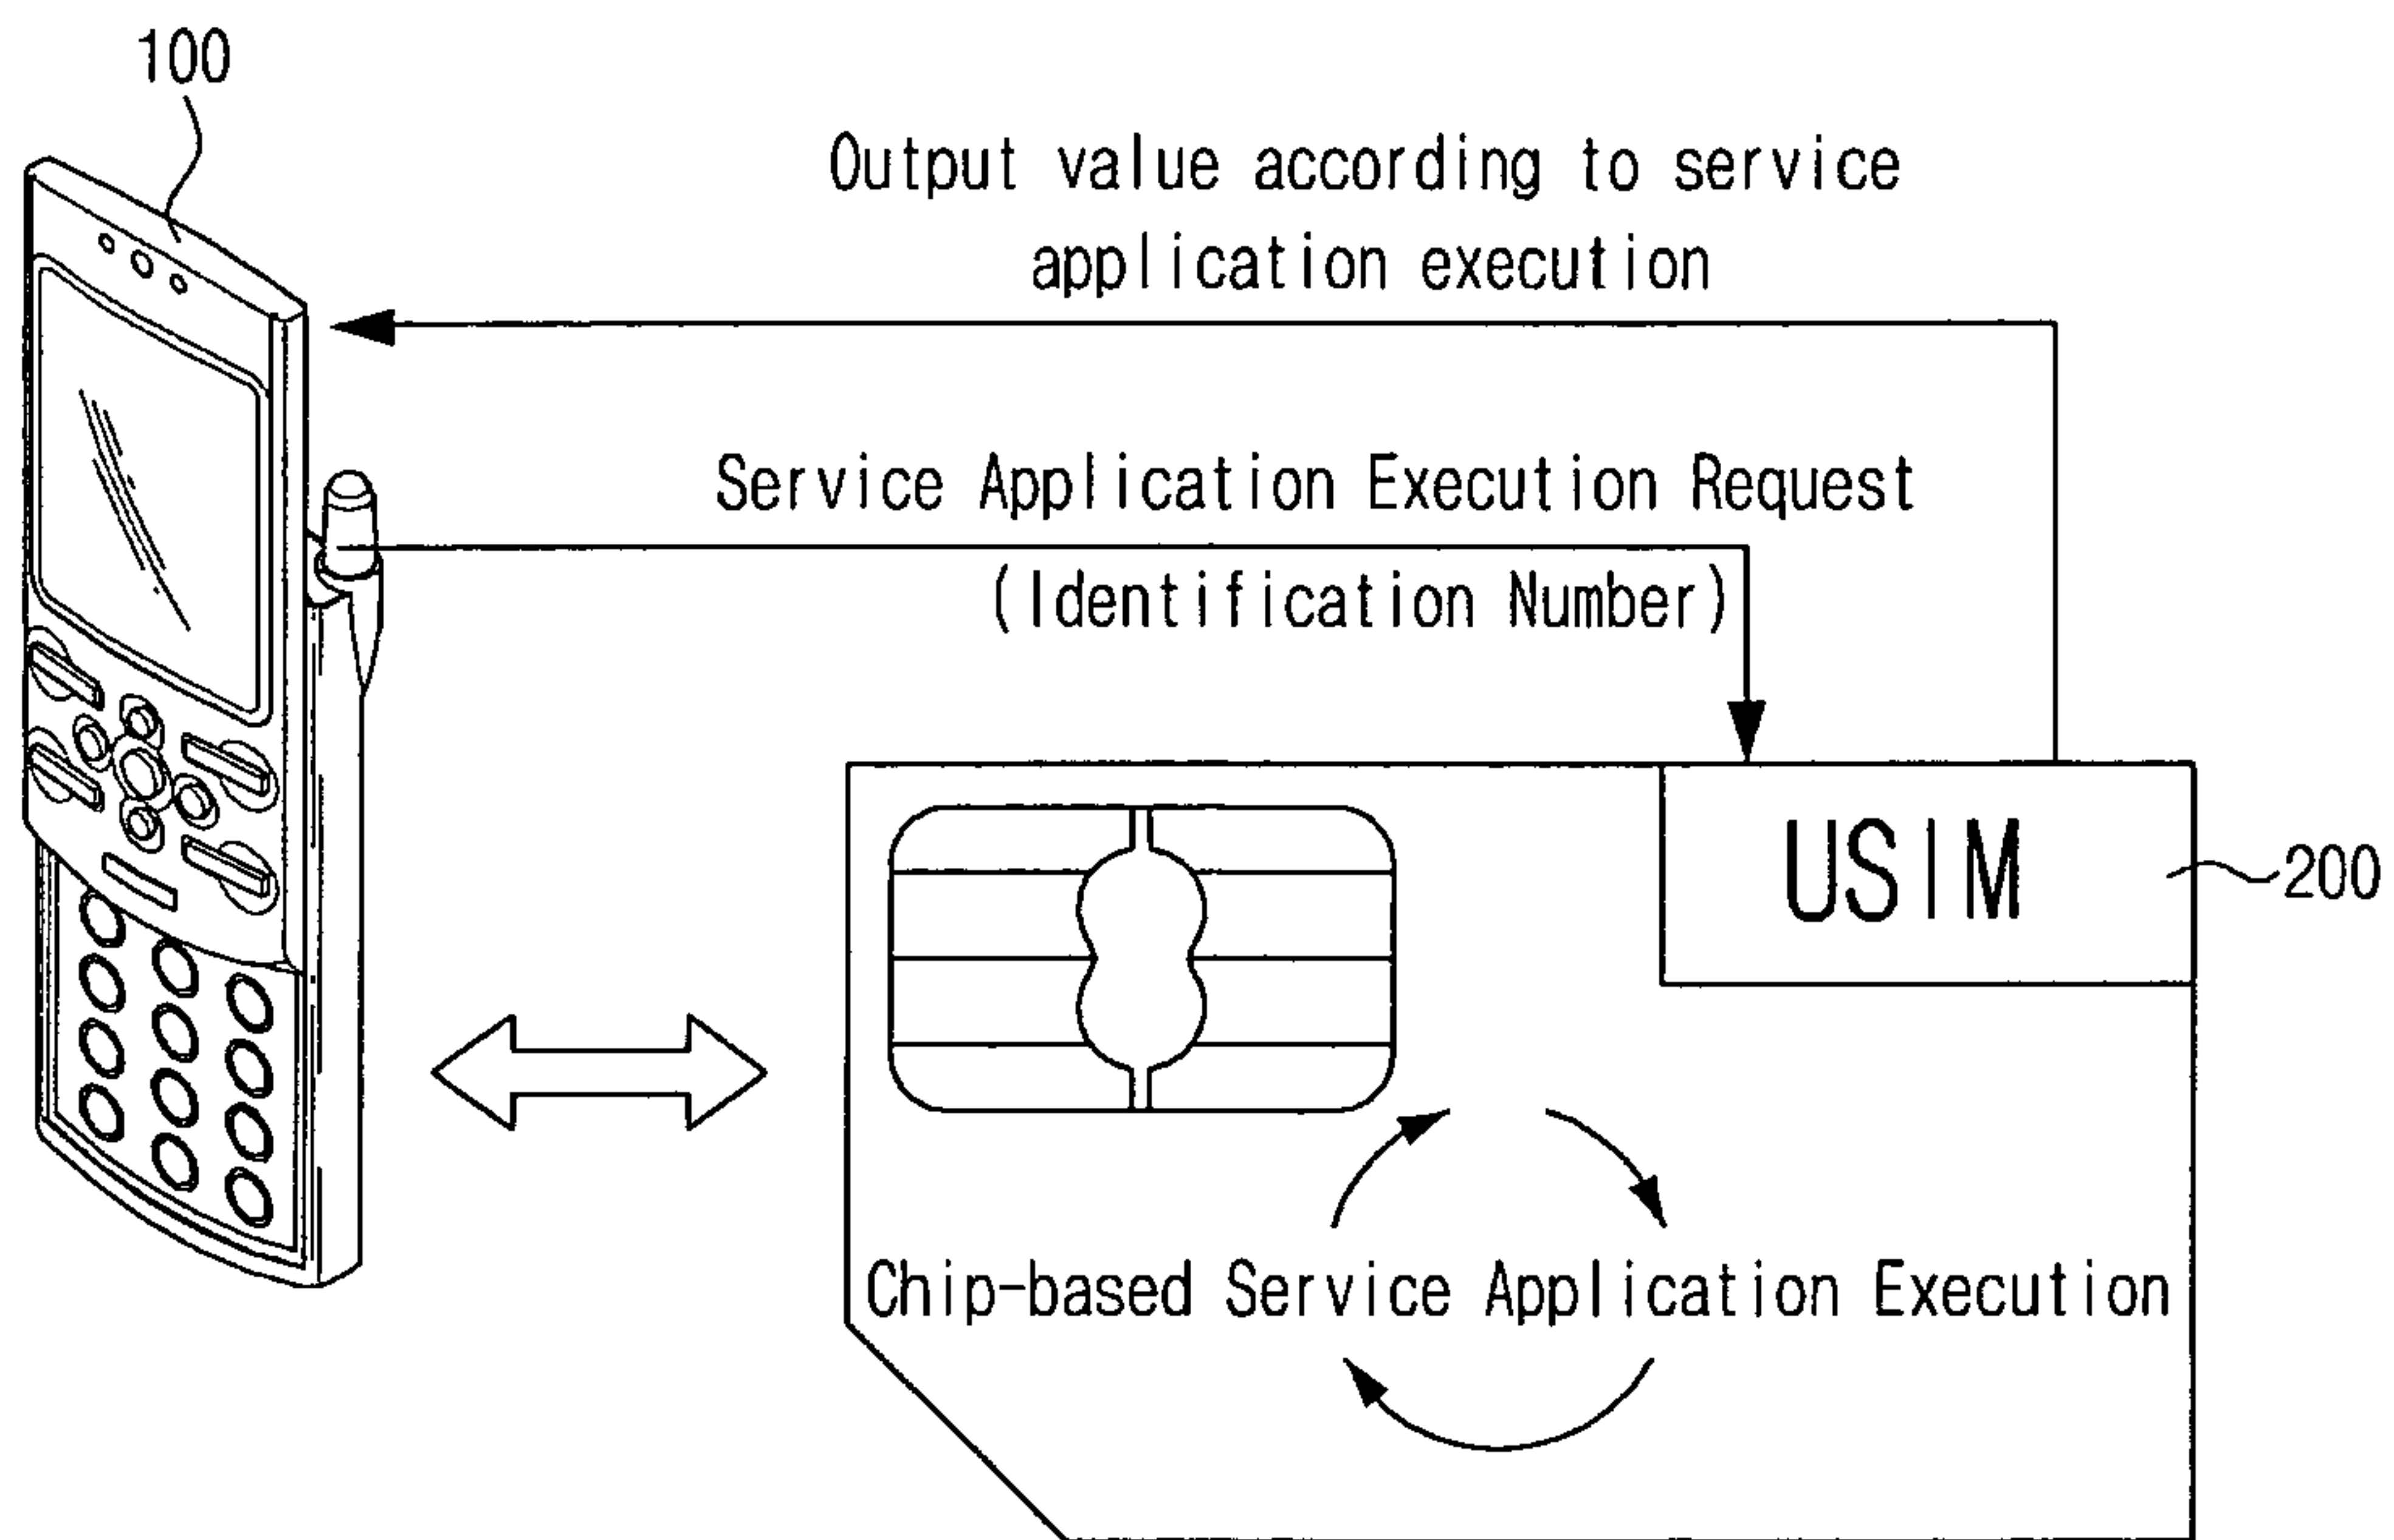 100
Output value according to service
application execution
Service Application Execution Request
(Identification Number)
USIM
200
Chip-based Service Application Execution